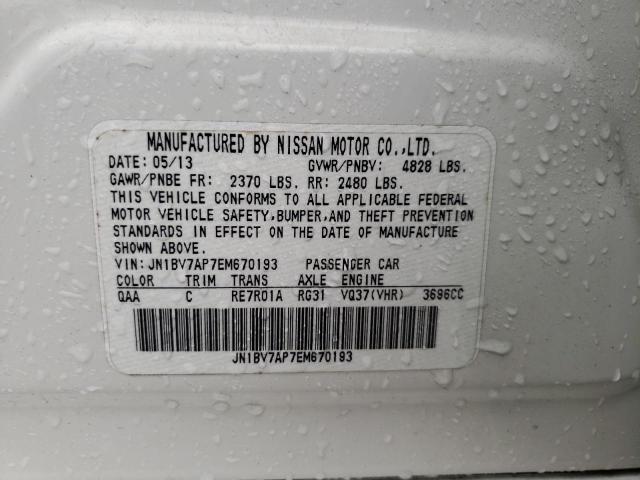 MANUFACTURED BY NISSAN MOTOR CO.,LTD.
DATE: 05/13 GVWR/PNBV: 4828 LBS.
GAWR/PNBE FR: 2370 LBS. RR: 2480 LBS.
THIS VEHICLE CONFORMS TO ALL APPLICABLE FEDERAL
MOTOR VEHICLE SAFETY,BUMPER,AND THEFT PREVENTION
STANDARDS IN EFFECT ON THE DATE OF MANUFACTURE
SHOWN ABOVE.
VIN:JN1BV7AP7EM670193 PASSENGER CAR
COLOR TRIM TRANS AXLE ENGINE
QAA C RE7R01A RG31 VQ37(VHR) 3696CC
JN1BV7AP7EM670193